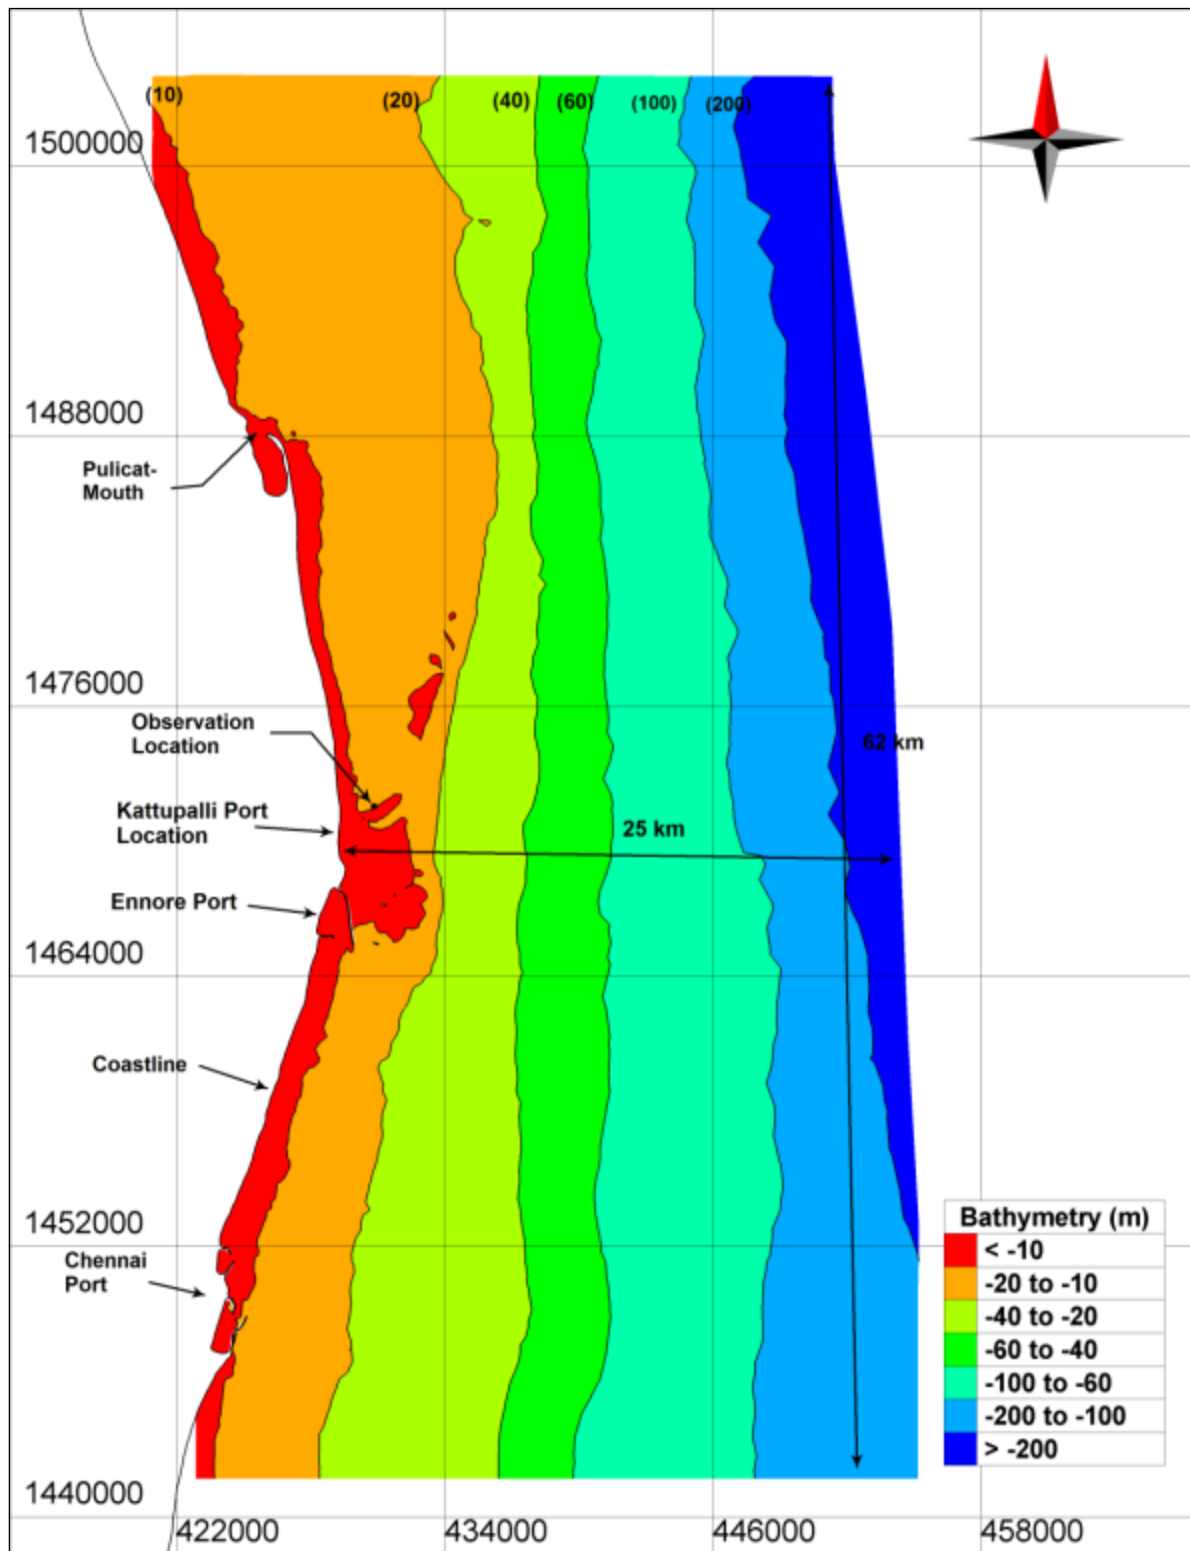 (10)
(20)
(40)
(60)
(100)
(200)
1500000
1488000
Pulicat-
Mouth
1476000
Observation
Location
62 km
Kattupalli Port
Location
25 km
Ennore Port
1464000
Coastline
1452000
Chennai
Port
Bathymetry (m)
< -10
-20 to -10
-40 to -20
-60 to -40
-100 to -60
-200 to -100
> -200
1440000
422000
434000
446000
458000